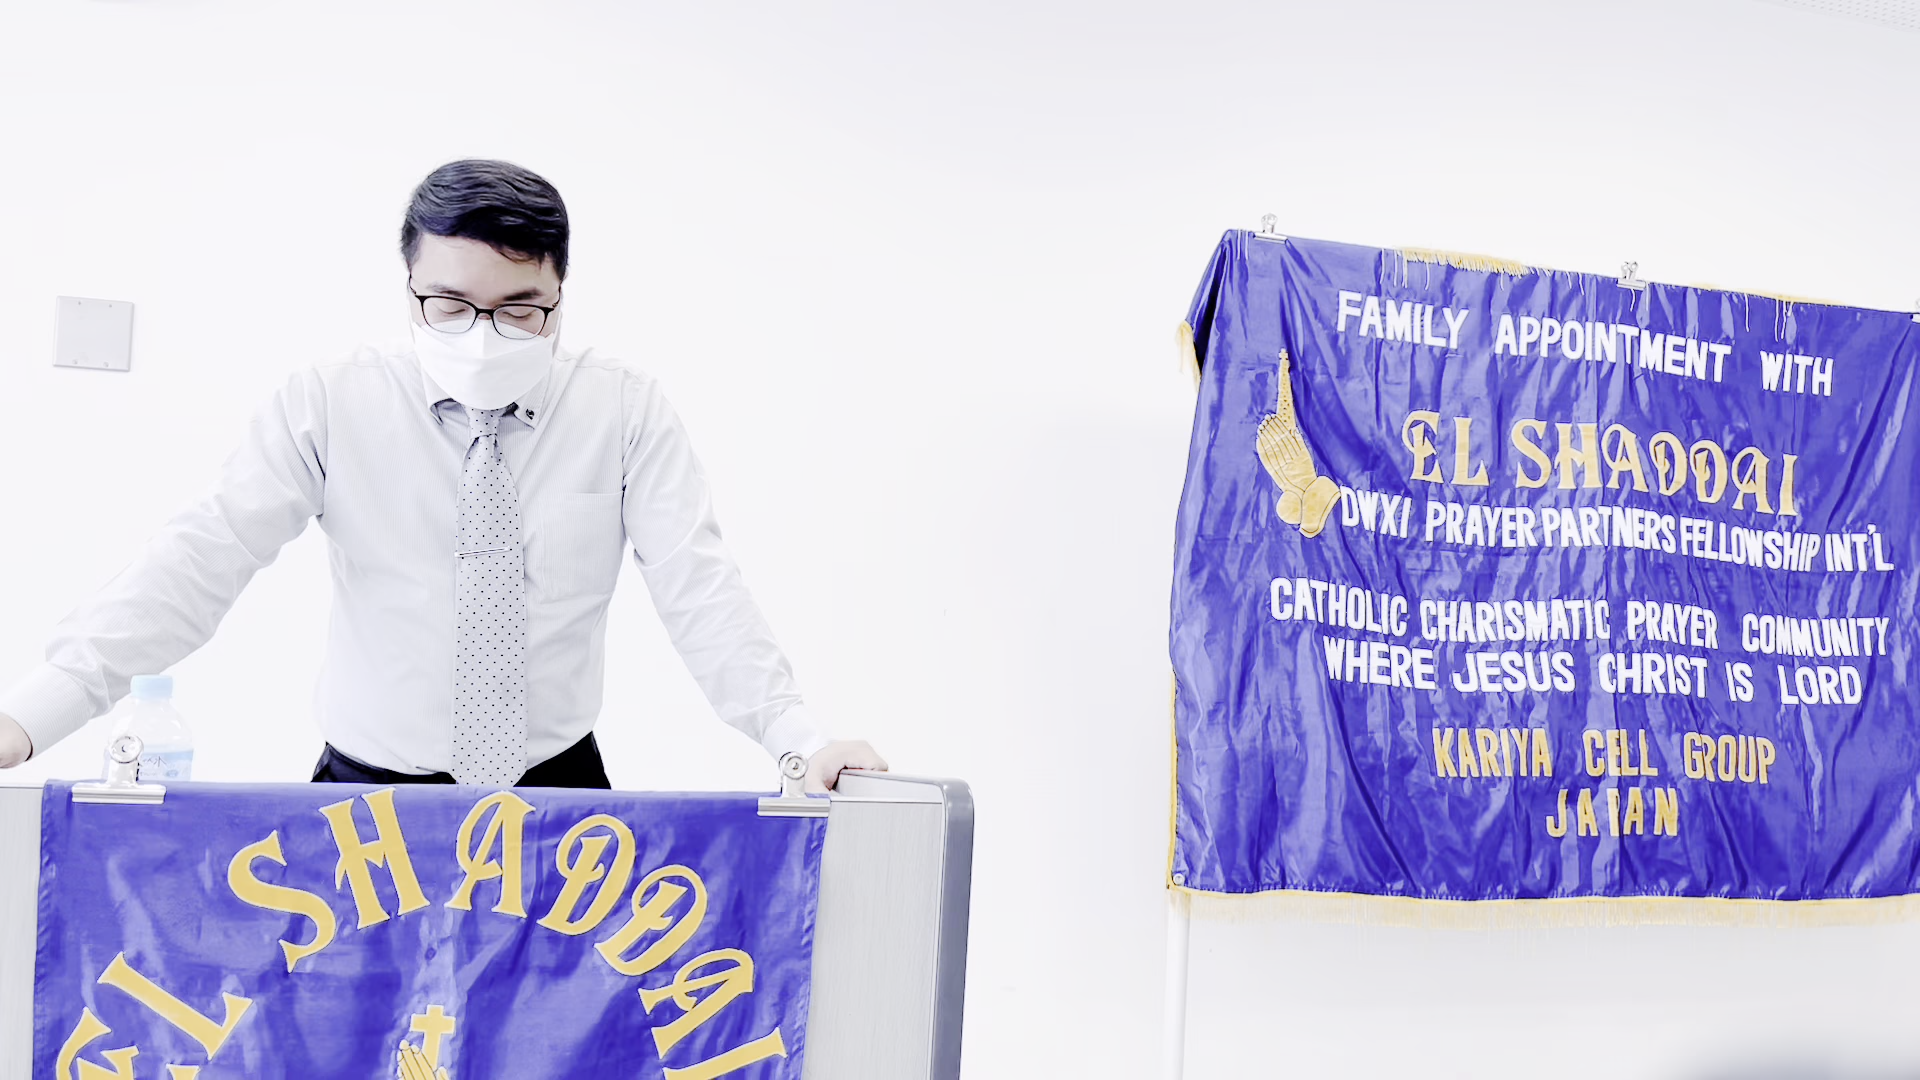 FAMILY APPOINTMENT WITH
EL SHADDAI
DWXI PRAYER PARTNERS FELLOWSHIP INT'L
CATHOLIC CHARISMATIC PRAYER COMMUNITY
WHERE JESUS CHRIST IS LORD
KARIYA CELL GROUP
JAPAN
EL SHADDAI